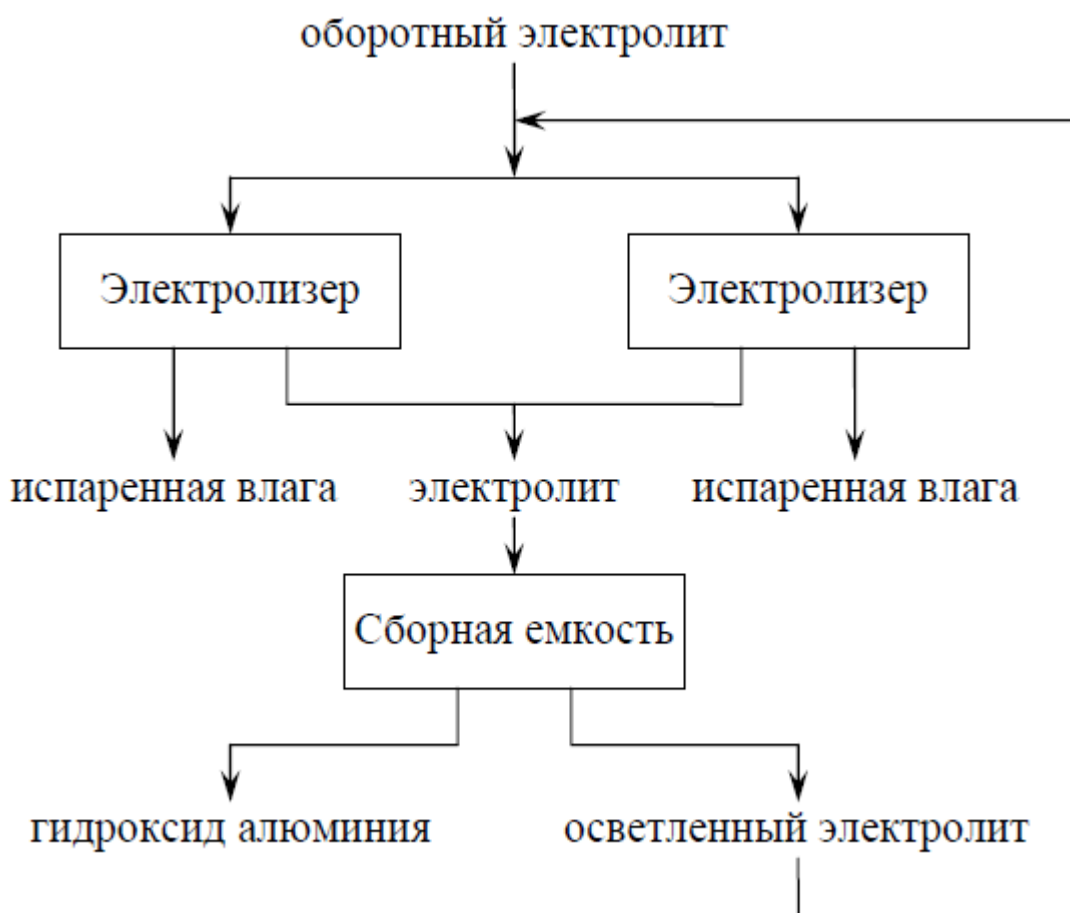 оборотный электролит
Электролизер
Электролизер
испаренная влага
электролит
испаренная влага
Сборная емкость
гидроксид алюминия
осветленный электролит